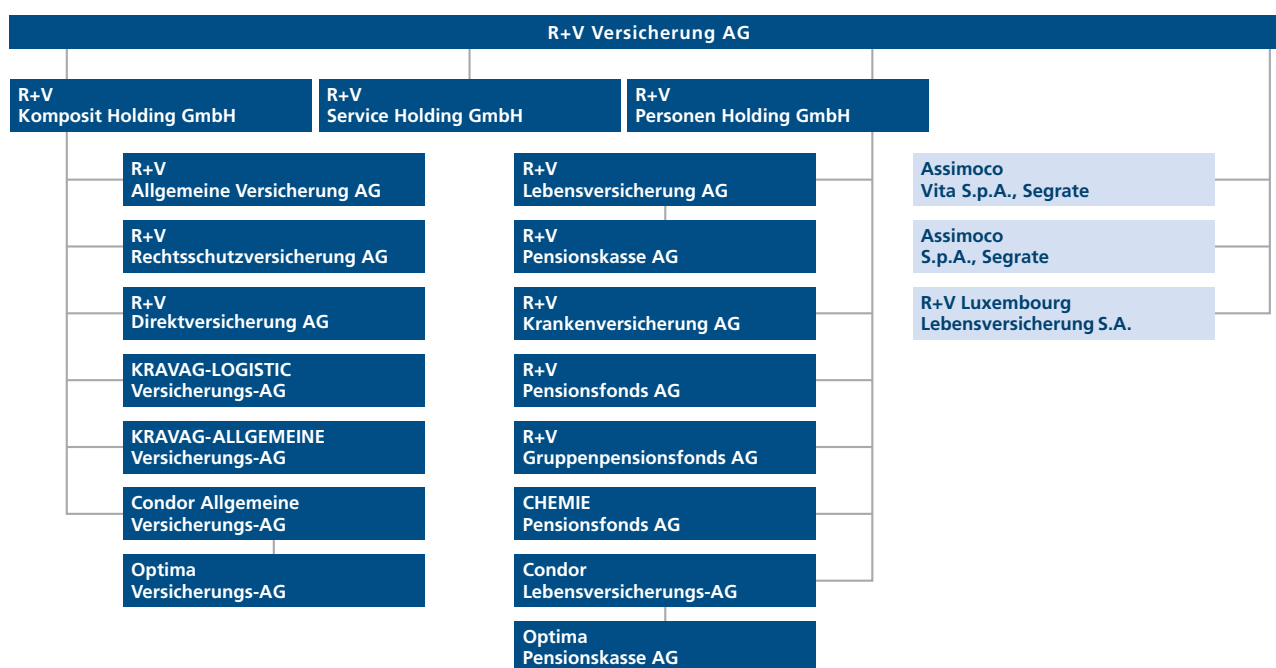 R+V Versicherung AG
R+V
Komposit Holding GmbH
R+V
Service Holding GmbH
R+V
Personen Holding GmbH
R+V
Allgemeine Versicherung AG
R+V
Rechtsschutzversicherung AG
R+V
Direktversicherung AG
KRAVAG-LOGISTIC
Versicherungs-AG
KRAVAG-ALLGEMEINE
Versicherungs-AG
Condor Allgemeine
Versicherungs-AG
Optima
Versicherungs-AG
R+V
Lebensversicherung AG
R+V
Pensionskasse AG
R+V
Krankenversicherung AG
R+V
Pensionsfonds AG
R+V
Gruppenpensionsfonds AG
CHEMIE
Pensionsfonds AG
Condor
Lebensversicherungs-AG
Optima
Pensionskasse AG
Assimoco
Vita S.p.A., Segrate
Assimoco
S.p.A., Segrate
R+V Luxembourg
Lebensversicherung S.A.